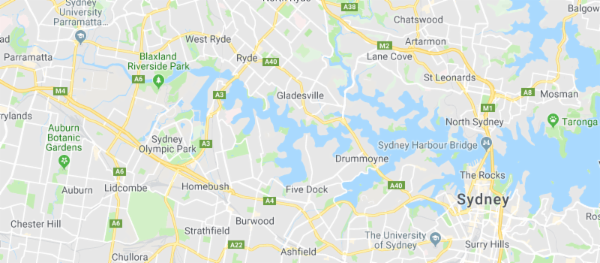 Sydney
University
Parramatta...
North Ryde
A38
Chatswood
Balgow
West Ryde
M2
Artarmon
Parramatta
Blaxland
Riverside Park
Ryde
A40
Lane Cove
A6
St Leonards
M4
A3
Gladesville
M1
A8
Mosman
rrylands
Auburn
Botanic
Gardens
North Sydney
Taronga
Sydney
Olympic Park
A3
Sydney Harbour Bridge
Drummoyne
A6
The Rocks
Auburn
Lidcombe
Homebush
Five Dock
A40
A4
Sydney
Chester Hill
A6
Burwood
Ros
Strathfield
The University
of Sydney
Surry Hills
Chullora
A22
Ashfield